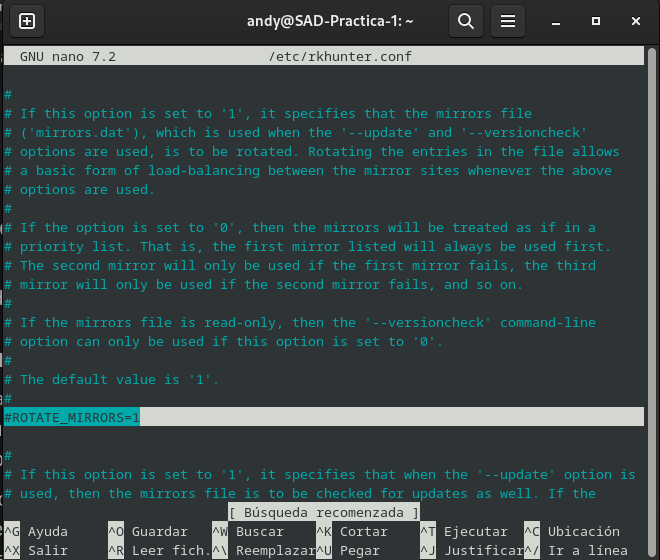 andy@SAD-Practica-1: ~
GNU nano 7.2 /etc/rkhunter.conf
#
# If this option is set to '1', it specifies that the mirrors file
# ('mirrors.dat'), which is used when the '--update' and '--versioncheck'
# options are used, is to be rotated. Rotating the entries in the file allows
# a basic form of load-balancing between the mirror sites whenever the above
# options are used.
#
# If the option is set to '0', then the mirrors will be treated as if in a
# priority list. That is, the first mirror listed will always be used first.
# The second mirror will only be used if the first mirror fails, the third
# mirror will only be used if the second mirror fails, and so on.
#
# If the mirrors file is read-only, then the '--versioncheck' command-line
# option can only be used if this option is set to '0'.
#
# The default value is '1'.
#
#ROTATE_MIRRORS=1
#
# If this option is set to '1', it specifies that when the '--update' option is
# used, then the mirrors file is to be checked for updates as well. If the
[ Búsqueda recomenzada ]
^G Ayuda ^O Guardar ^W Buscar ^K Cortar ^T Ejecutar ^C Ubicación
^X Salir ^R Leer fich. ^\ Reemplazar ^U Pegar ^J Justificar ^/ Ir a línea